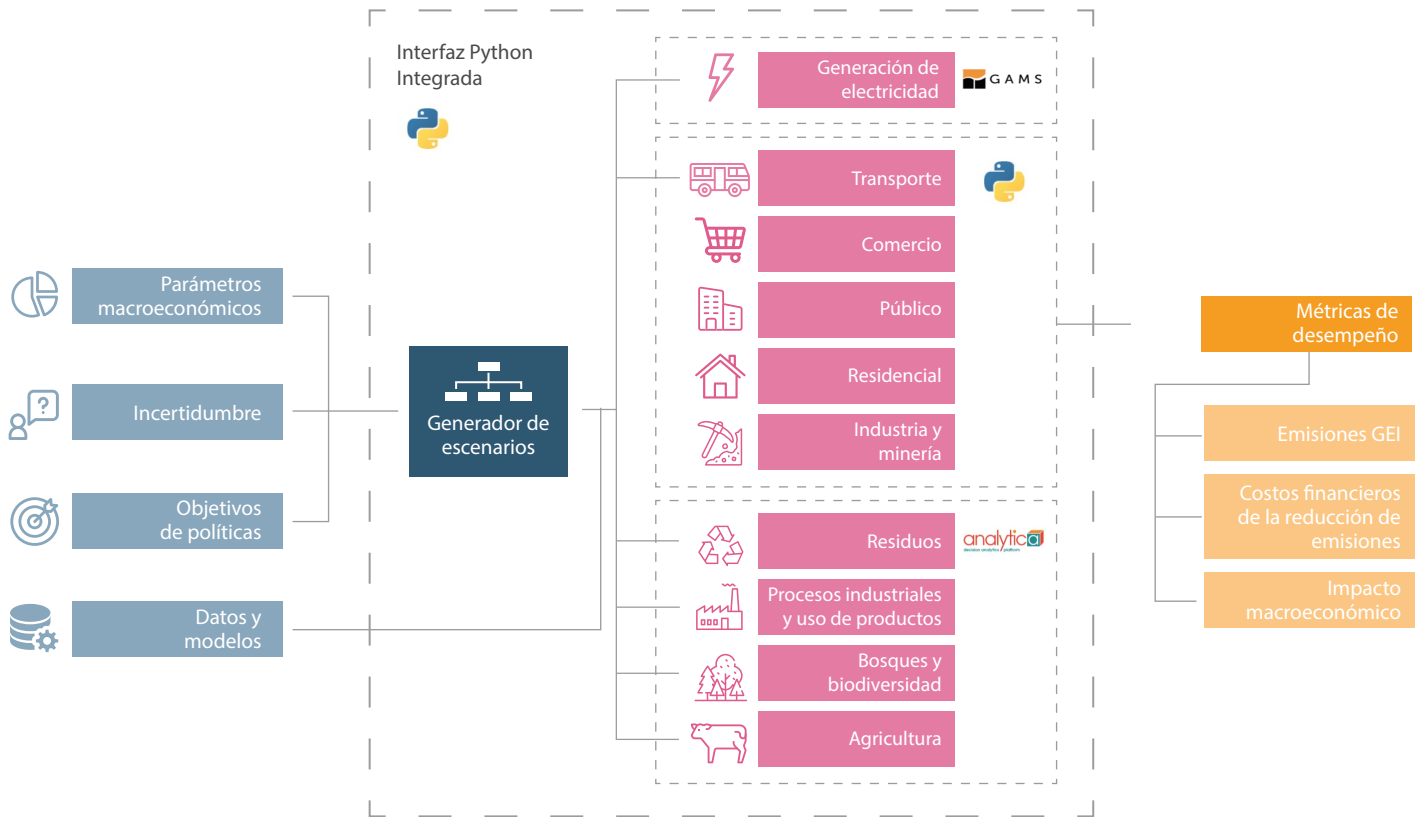 Interfaz Python
Integrada
Parámetros
macroeconómicos
?
Incertidumbre
Objetivos
de políticas
Datos y
modelos
Generador de
escenarios
Generación de
electricidad
GAMS
Transporte
Comercio
Público
Residencial
Industria y
minería
Residuos
analytica
decision analytics platform
Procesos industriales
y uso de productos
Bosques y
biodiversidad
Agricultura
Métricas de
desempeño
Emisiones GEI
Costos financieros
de la reducción de
emisiones
Impacto
macroeconómico